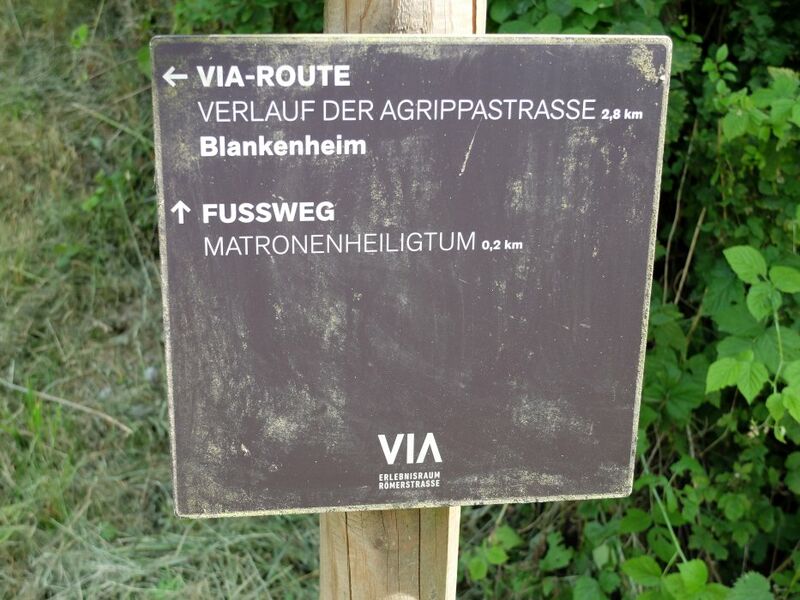 ← VIA-ROUTE
VERLAUF DER AGRIPPASTRASSE 2,8 km
Blankenheim
↑ FUSSWEG
MATRONENHEILIGTUM 0,2 km
VIA
ERLEBNISRAUM
RÖMERSTRASSE